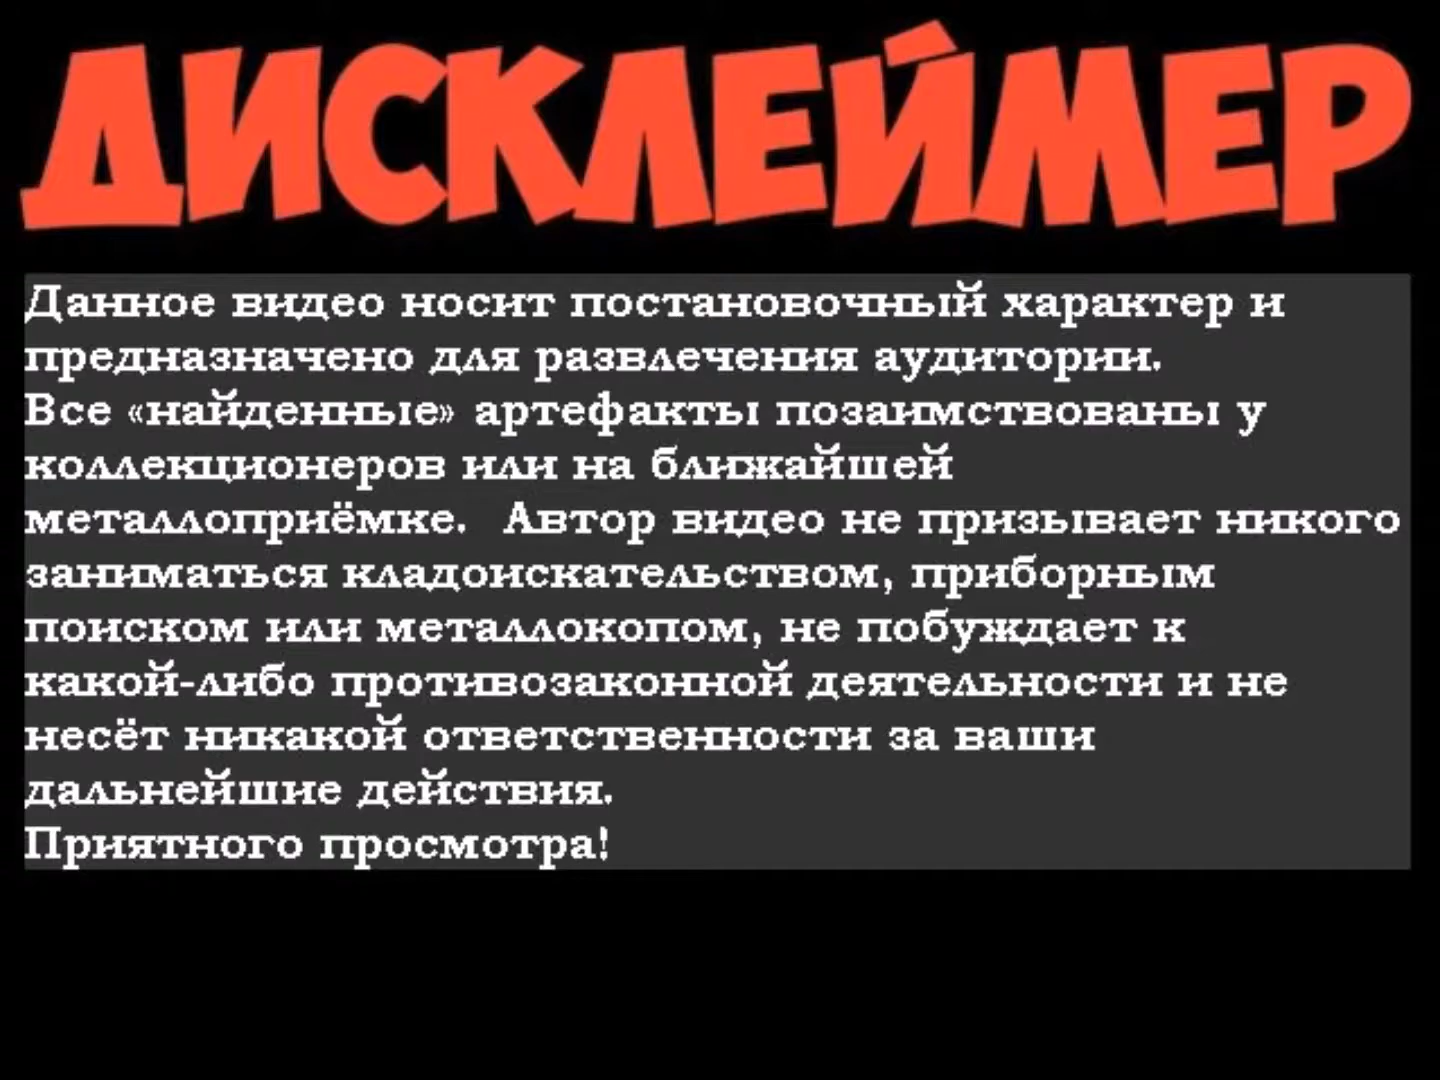 ДИСКЛЕЙМЕР
Данное видео носит постановочный характер и
предназначено для развлечения аудитории.
Все «найденные» артефакты позаимствованы у
коллекционеров или на ближайшей
металлоприёмке.  Автор видео не призывает никого
заниматься кладоискательством, приборным
поиском или металлокопом, не побуждает к
какой-либо противозаконной деятельности и не
несёт никакой ответственности за ваши
дальнейшие действия.
Приятного просмотра!